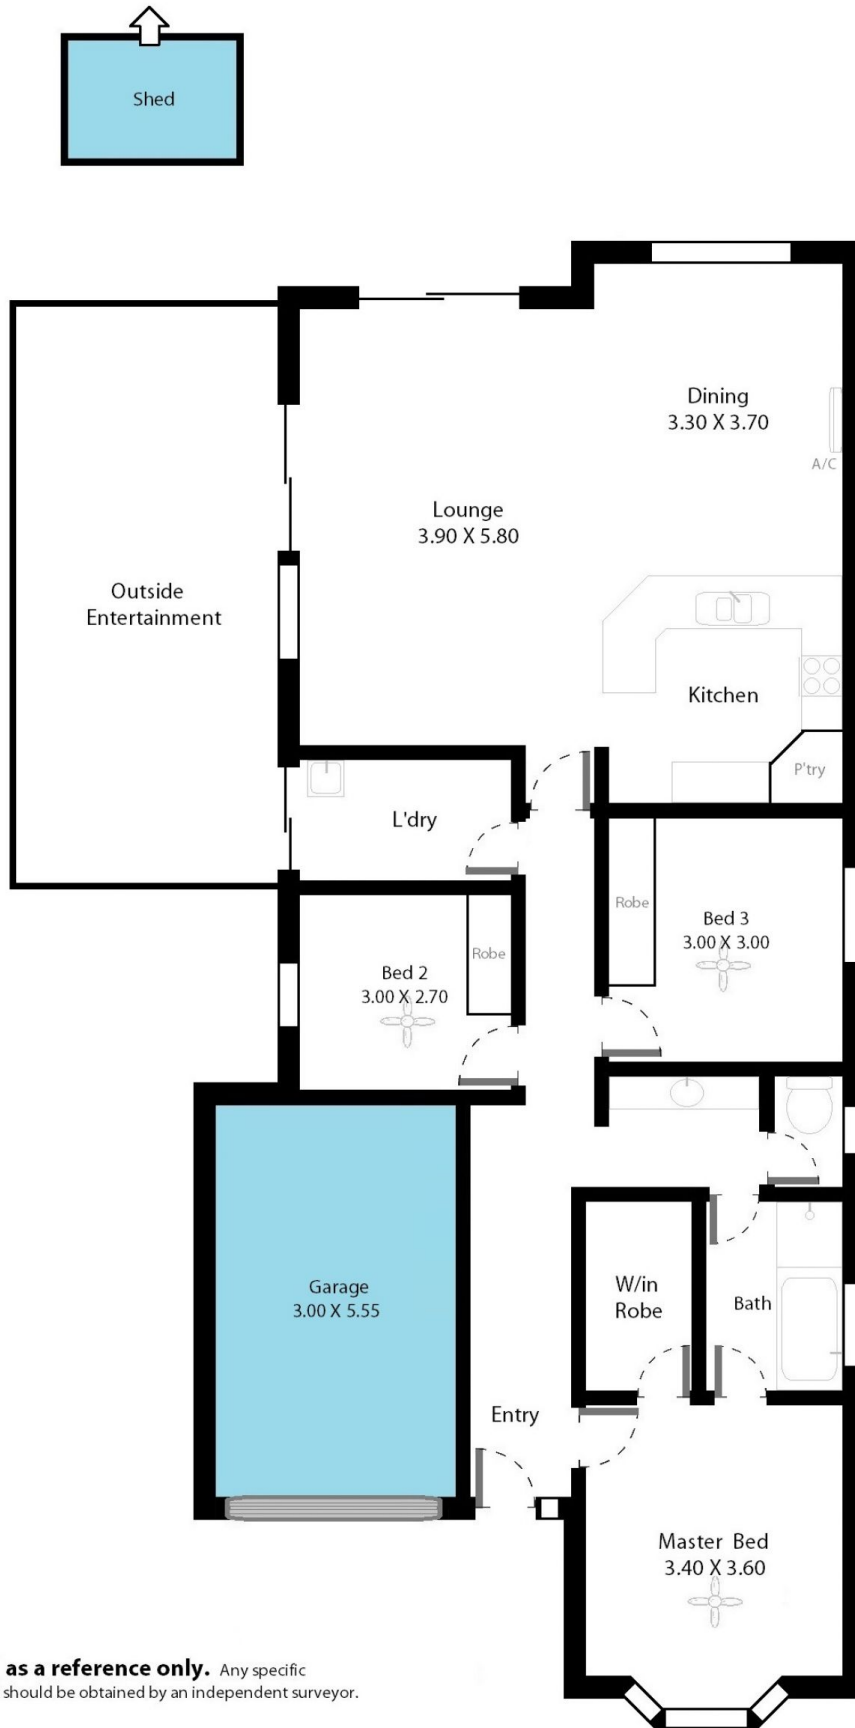 Shed
Dining
3.30 X 3.70
A/C
Lounge
3.90 X 5.80
Outside
Entertainment
Kitchen
P'try
L'dry
Robe
Bed 3
3.00 X 3.00
Robe
Bed 2
3.00 X 2.70
Garage
3.00 X 5.55
W/in
Robe
Bath
Entry
Master Bed
3.40 X 3.60
as a reference only. Any specific
should be obtained by an independent surveyor.